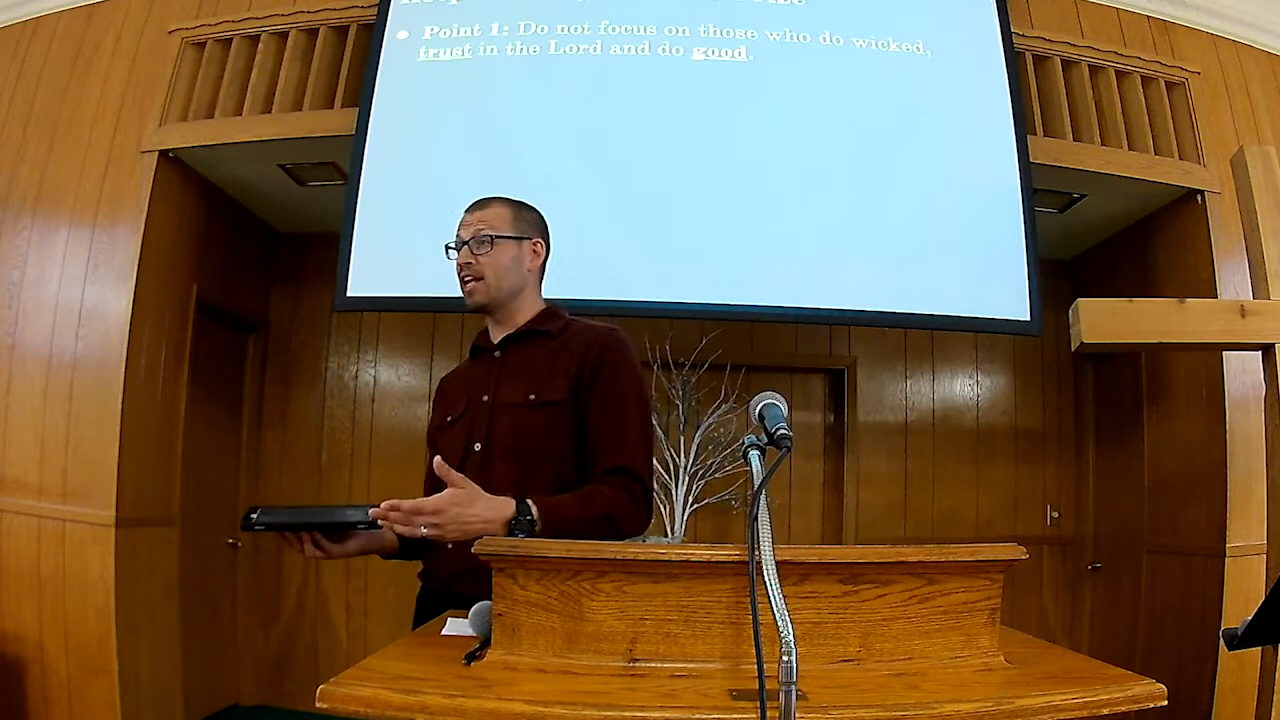 • Point 1: Do not focus on those who do wicked,
trust in the Lord and do good.